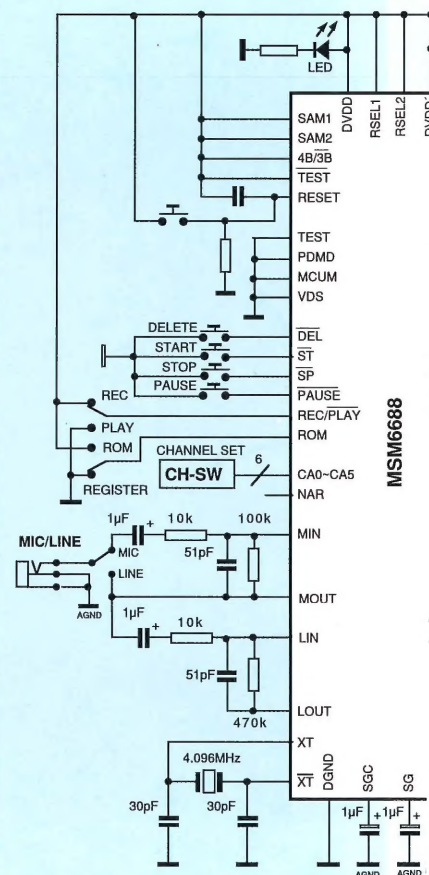 LED
DVDD
RSEL1
RSEL2
SAM1
SAM2
4B/3B
TEST
RESET
TEST
PDMD
MCUM
VDS
DELETE
DEL
START
ST
STOP
SP
PAUSE
PAUSE
REC
REC/PLAY
PLAY
ROM
ROM
MSM6688
CHANNEL SET
CH-SW
6
CA0~CA5
REGISTER
NAR
1µF
+
10k
100k
MIN
MIC/LINE
MIC
51pF
LINE
AGND
1µF
+
MOUT
10k
LIN
51pF
470k
LOUT
XT
4.096MHz
XT
DGND
SGC
SG
30pF
30pF
1µF
+
1µF
+
AGND
AGND